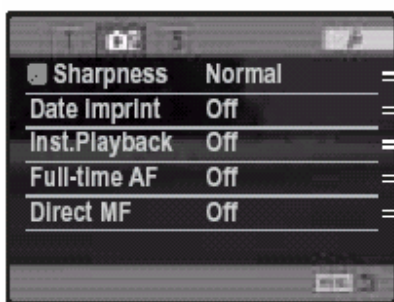 Sharpness Normal
Date Imprint Off
Inst.Playback Off
Full-time AF Off
Direct MF Off